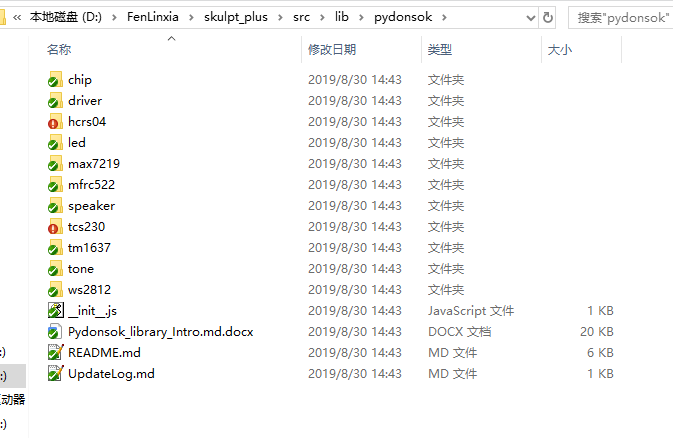 « 本地磁盘 (D:) › FenLinxia › skulpt_plus › src › lib › pydonsok › 搜索"pydonsok"
名称 修改日期 类型 大小
chip 2019/8/30 14:43 文件夹
driver 2019/8/30 14:43 文件夹
hcrs04 2019/8/30 14:43 文件夹
led 2019/8/30 14:43 文件夹
max7219 2019/8/30 14:43 文件夹
mfrc522 2019/8/30 14:43 文件夹
speaker 2019/8/30 14:43 文件夹
tcs230 2019/8/30 14:43 文件夹
tm1637 2019/8/30 14:43 文件夹
tone 2019/8/30 14:43 文件夹
ws2812 2019/8/30 14:43 文件夹
__init__.js 2019/8/30 14:43 JavaScript 文件 1 KB
Pydonsok_library_Intro.md.docx 2019/8/30 14:43 DOCX 文档 20 KB
:) README.md 2019/8/30 14:43 MD 文件 6 KB
:) UpdateLog.md 2019/8/30 14:43 MD 文件 1 KB
动器
:)